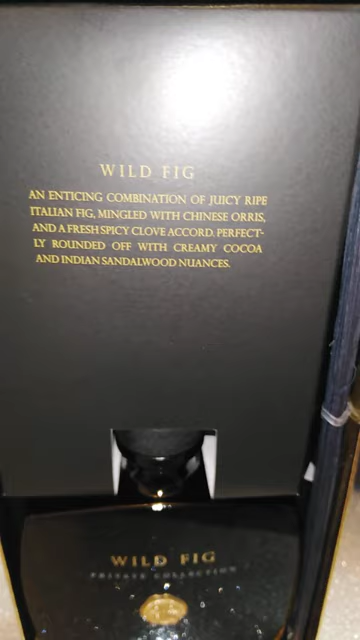 WILD FIG
AN ENTICING COMBINATION OF JUICY RIPE
ITALIAN FIG, MINGLED WITH CHINESE ORRIS,
AND A FRESH SPICY CLOVE ACCORD. PERFECT-
LY ROUNDED OFF WITH CREAMY COCOA
AND INDIAN SANDALWOOD NUANCES.
WILD FIG
PRIVATE COLLECTION